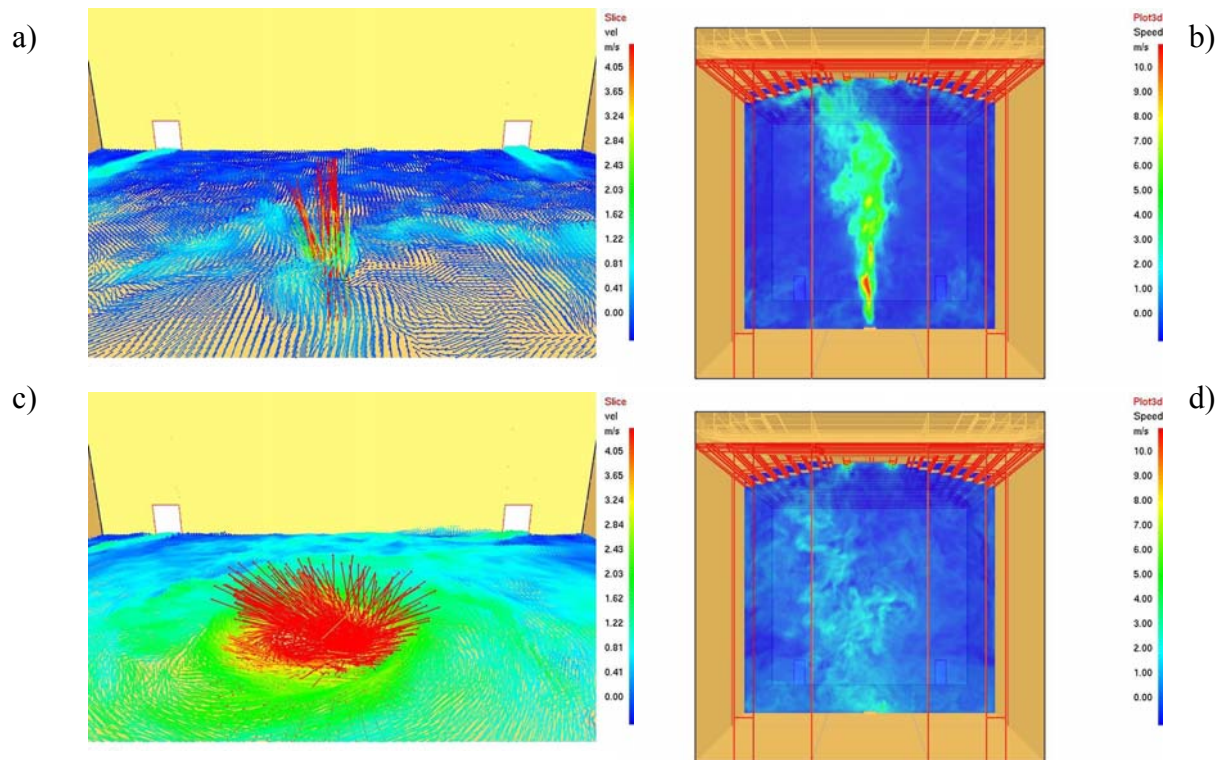 a)
Slice
vel
m/s
4.05
3.65
3.24
2.84
2.43
2.03
1.62
1.22
0.81
0.41
0.00
Plot3d
Speed
m/s
10.0
9.00
8.00
7.00
6.00
5.00
4.00
3.00
2.00
1.00
0.00
b)
c)
Slice
vel
m/s
4.05
3.65
3.24
2.84
2.43
2.03
1.62
1.22
0.81
0.41
0.00
Plot3d
Speed
m/s
10.0
9.00
8.00
7.00
6.00
5.00
4.00
3.00
2.00
1.00
0.00
d)